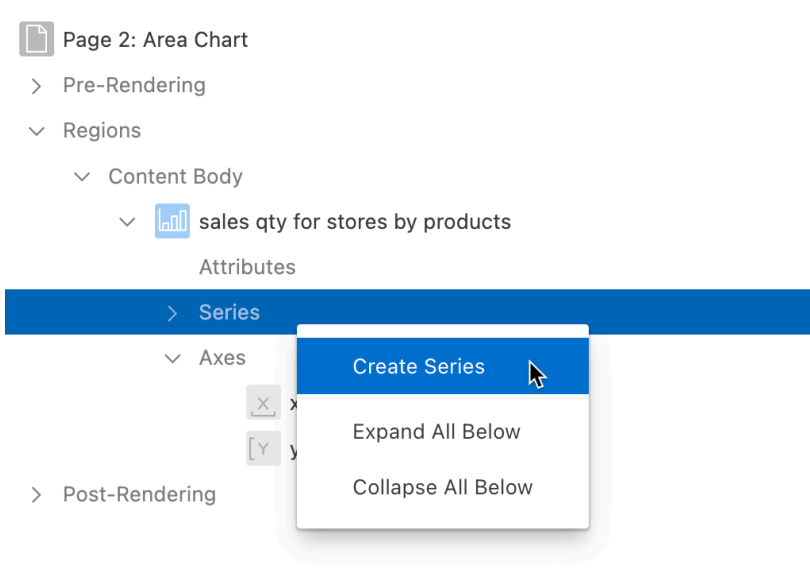 Page 2: Area Chart
Pre-Rendering
Regions
Content Body
sales qty for stores by products
Attributes
Series
Axes
Create Series
X x
Expand All Below
Y y
Collapse All Below
Post-Rendering